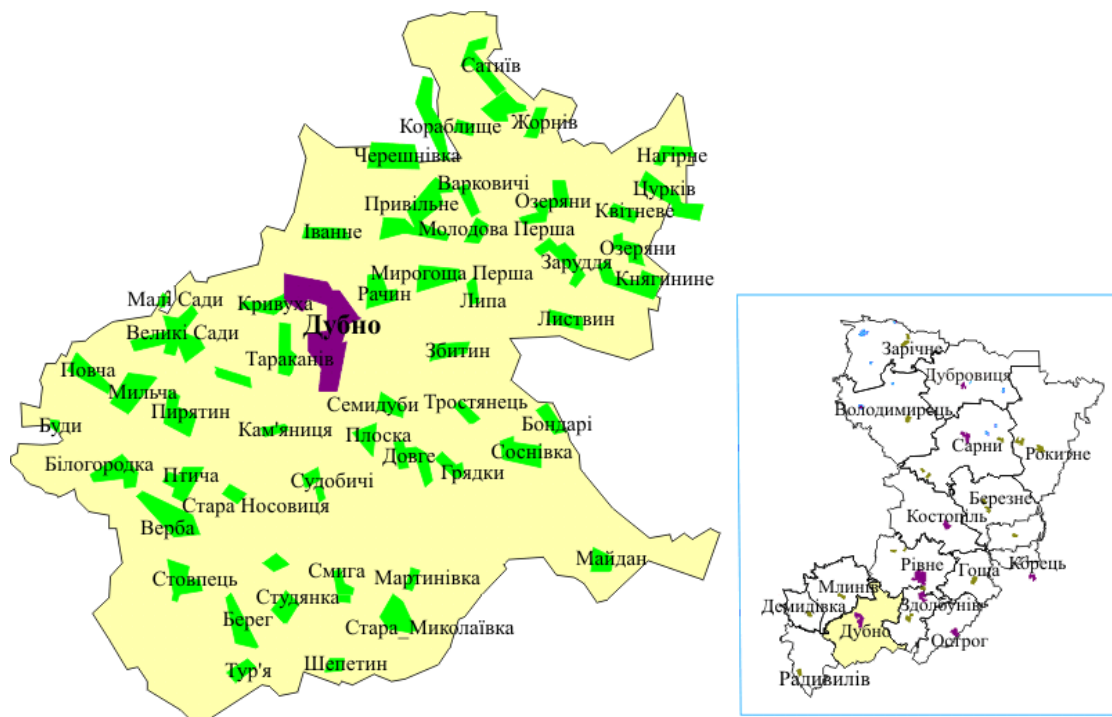 Сатиїв
Кораблище
Жорнів
Черешнівка
Нагірне
Варковичі
Цурків
Привільне
Озеряни
Квітневе
Іванне
Молодова Перша
Озеряни
Заруддя
Мирогоща Перша
Княгинине
Рачин
Липа
Малі Сади
Кривуха
Листвин
Дубно
Великі Сади
Збитин
Тараканів
Повча
Мильча
Семидуби
Тростянець
Пирятин
Буди
Кам'яниця
Плоска
Бондарі
Довге
Соснівка
Білогородка
Птича
Судобичі
Грядки
Стара Носовиця
Верба
Майдан
Стовпець
Смига
Мартинівка
Студянка
Берег
Стара_Миколаївка
Тур'я
Шепетин
Зарічне
Дубровиця
Володимирець
Сарни
Рокитне
Березне
Костопіль
Рівне
Гоща
Корець
Млинів
Демидівка
Здолбунів
Дубно
Острог
Радивилів